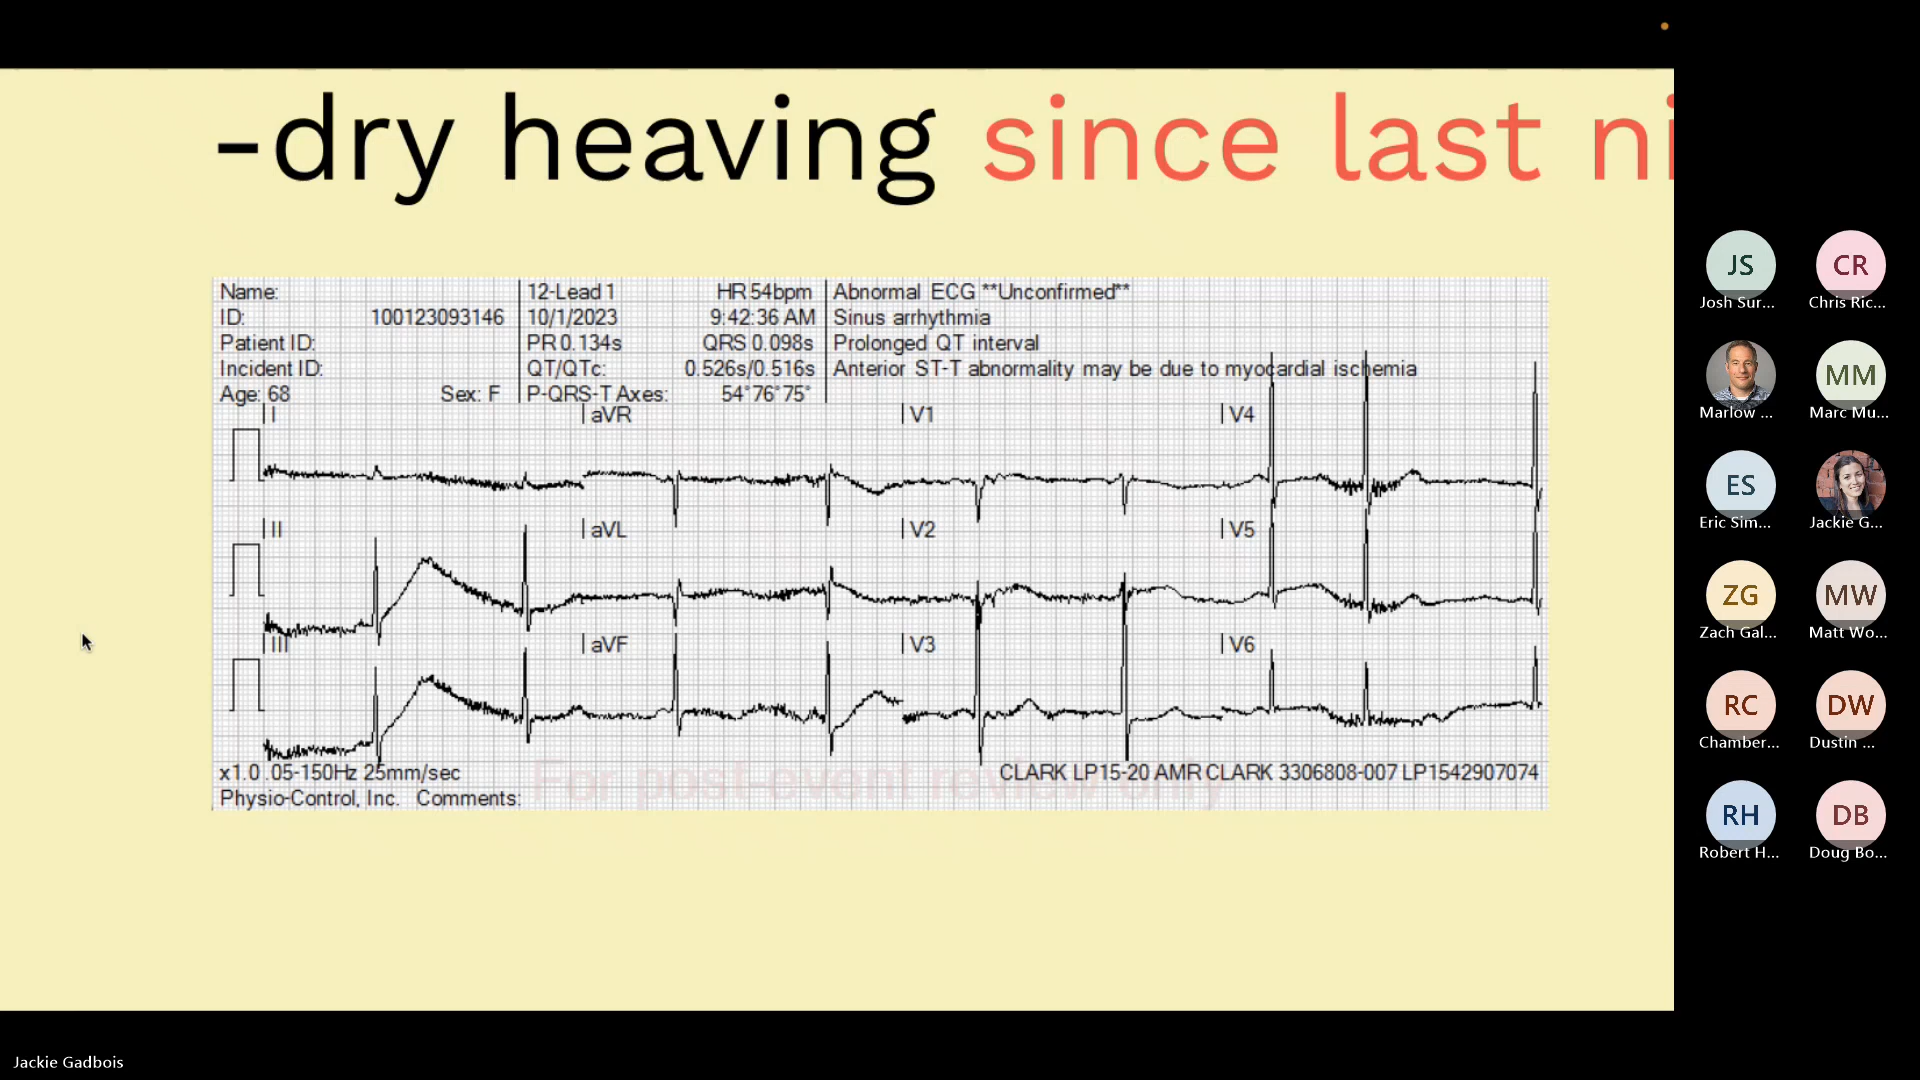 -dry heaving since last ni
Name:
ID: 100123093146
Patient ID:
Incident ID:
Age: 68 Sex: F
12-Lead 1 HR 54bpm
10/1/2023 9:42:36 AM
PR 0.134s QRS 0.098s
QT/QTc: 0.526s/0.516s
P-QRS-T Axes: 54° 76° 75°
Abnormal ECG **Unconfirmed**
Sinus arrhythmia
Prolonged QT interval
Anterior ST-T abnormality may be due to myocardial ischemia
I aVR V1 V4
II aVL V2 V5
III aVF V3 V6
x1.0 .05-150Hz 25mm/sec
For post-event review only
CLARK LP15-20 AMR CLARK 3306808-007 LP1542907074
Physio-Control, Inc. Comments:
JS CR
Josh Sur... Chris Ric...
MM
Marlow ... Marc Mu...
ES
Eric Sim... Jackie G...
ZG MW
Zach Gal... Matt Wo...
RC DW
Chamber... Dustin ...
RH DB
Robert H... Doug Bo...
Jackie Gadbois